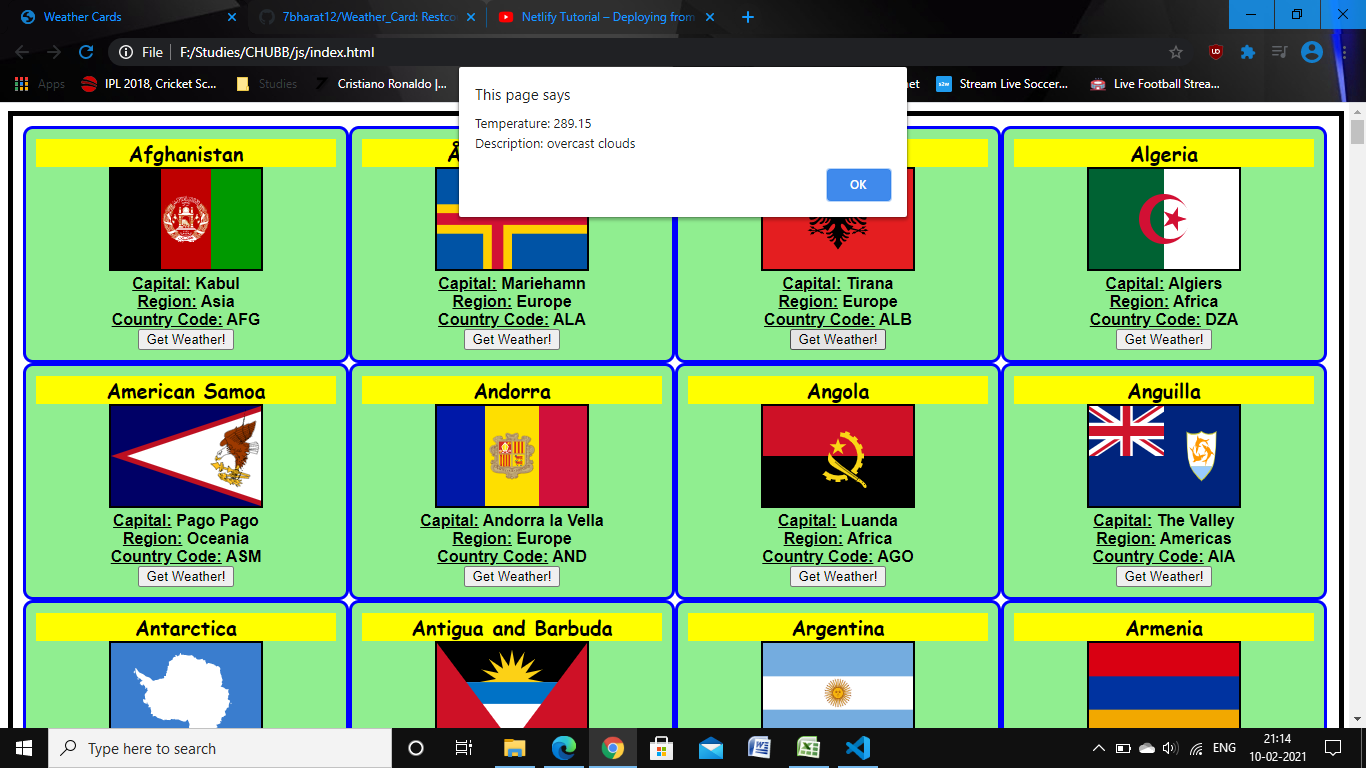 Weather Cards
7bharat12/Weather_Card: Restco
Netlify Tutorial – Deploying from
File
F:/Studies/CHUBB/js/index.html
Apps
IPL 2018, Cricket Sc...
Studies
Cristiano Ronaldo |...
Stream Live Soccer...
Live Football Strea...
This page says
Temperature: 289.15
Description: overcast clouds
OK
Afghanistan
Algeria
Capital: Kabul
Region: Asia
Country Code: AFG
Get Weather!
Capital: Mariehamn
Region: Europe
Country Code: ALA
Get Weather!
Capital: Tirana
Region: Europe
Country Code: ALB
Get Weather!
Capital: Algiers
Region: Africa
Country Code: DZA
Get Weather!
American Samoa
Capital: Pago Pago
Region: Oceania
Country Code: ASM
Get Weather!
Andorra
Capital: Andorra la Vella
Region: Europe
Country Code: AND
Get Weather!
Angola
Capital: Luanda
Region: Africa
Country Code: AGO
Get Weather!
Anguilla
Capital: The Valley
Region: Americas
Country Code: AIA
Get Weather!
Antarctica
Antigua and Barbuda
Argentina
Armenia
Type here to search
ENG
21:14
10-02-2021